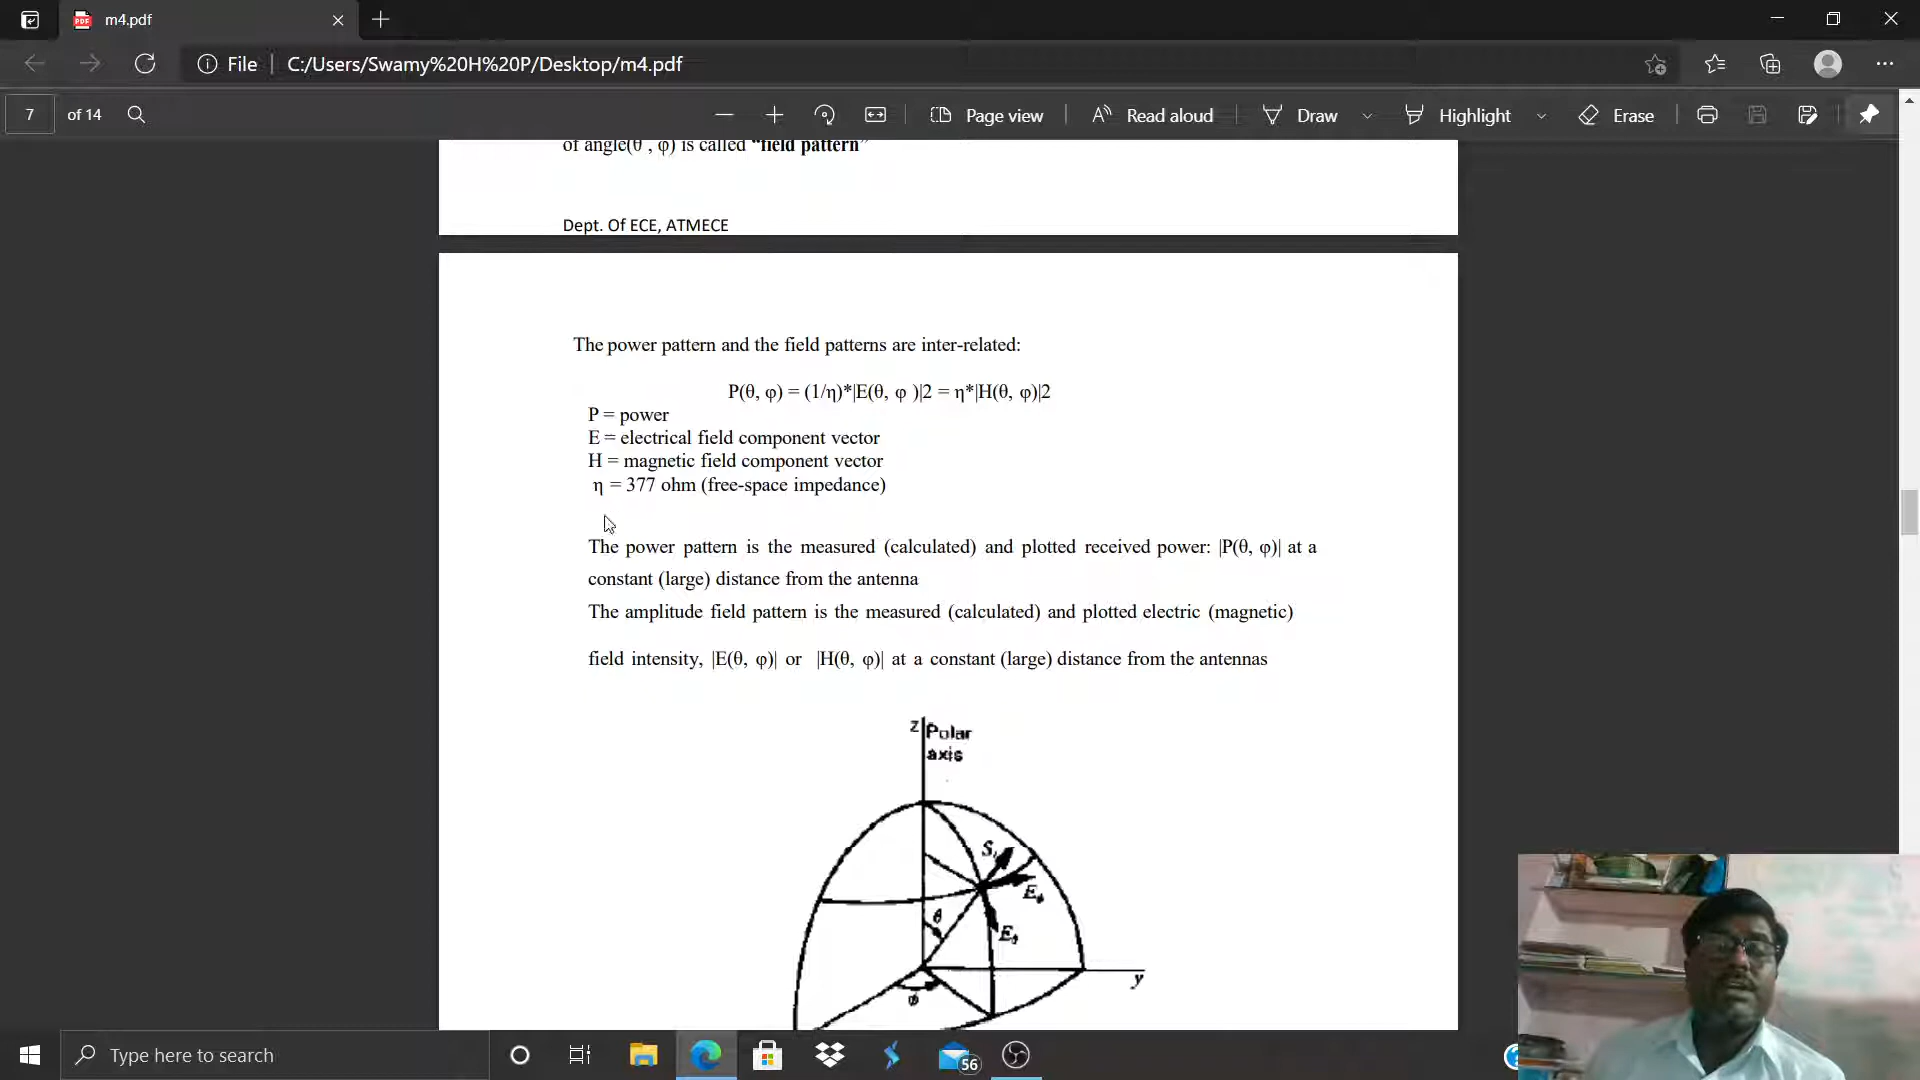 m4.pdf
File
C:/Users/Swamy%20H%20P/Desktop/m4.pdf
7 of 14
Page view
Read aloud
Draw
Highlight
Erase
of angle(θ , φ) is called “field pattern”
Dept. Of ECE, ATMECE
The power pattern and the field patterns are inter-related:
P(θ, φ) = (1/η)*|E(θ, φ )|2 = η*|H(θ, φ)|2
P = power
E = electrical field component vector
H = magnetic field component vector
η = 377 ohm (free-space impedance)
The power pattern is the measured (calculated) and plotted received power: |P(θ, φ)| at a
constant (large) distance from the antenna
The amplitude field pattern is the measured (calculated) and plotted electric (magnetic)
field intensity, |E(θ, φ)| or |H(θ, φ)| at a constant (large) distance from the antennas
z Polar
axis
θ
ϕ
y
Type here to search
56